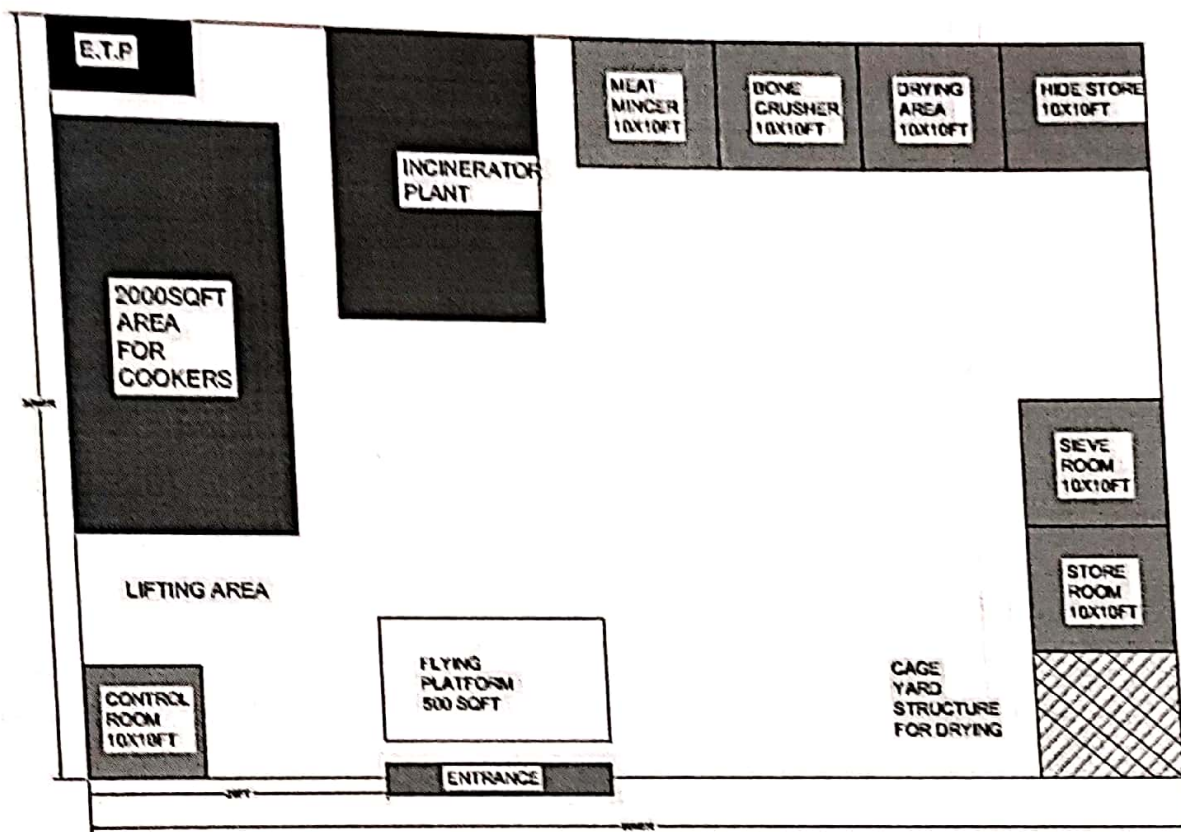 E.T.P
INCINERATOR
PLANT
MEAT
MINCER
10X10FT
BONE
CRUSHER
10X10FT
DRYING
AREA
10X10FT
HIDE STORE
10X10FT
2000SQFT
AREA
FOR
COOKERS
SIEVE
ROOM
10X10FT
STORE
ROOM
10X10FT
LIFTING AREA
CONTROL
ROOM
10X10FT
FLYING
PLATFORM
500 SQFT
CAGE
YARD
STRUCTURE
FOR DRYING
ENTRANCE